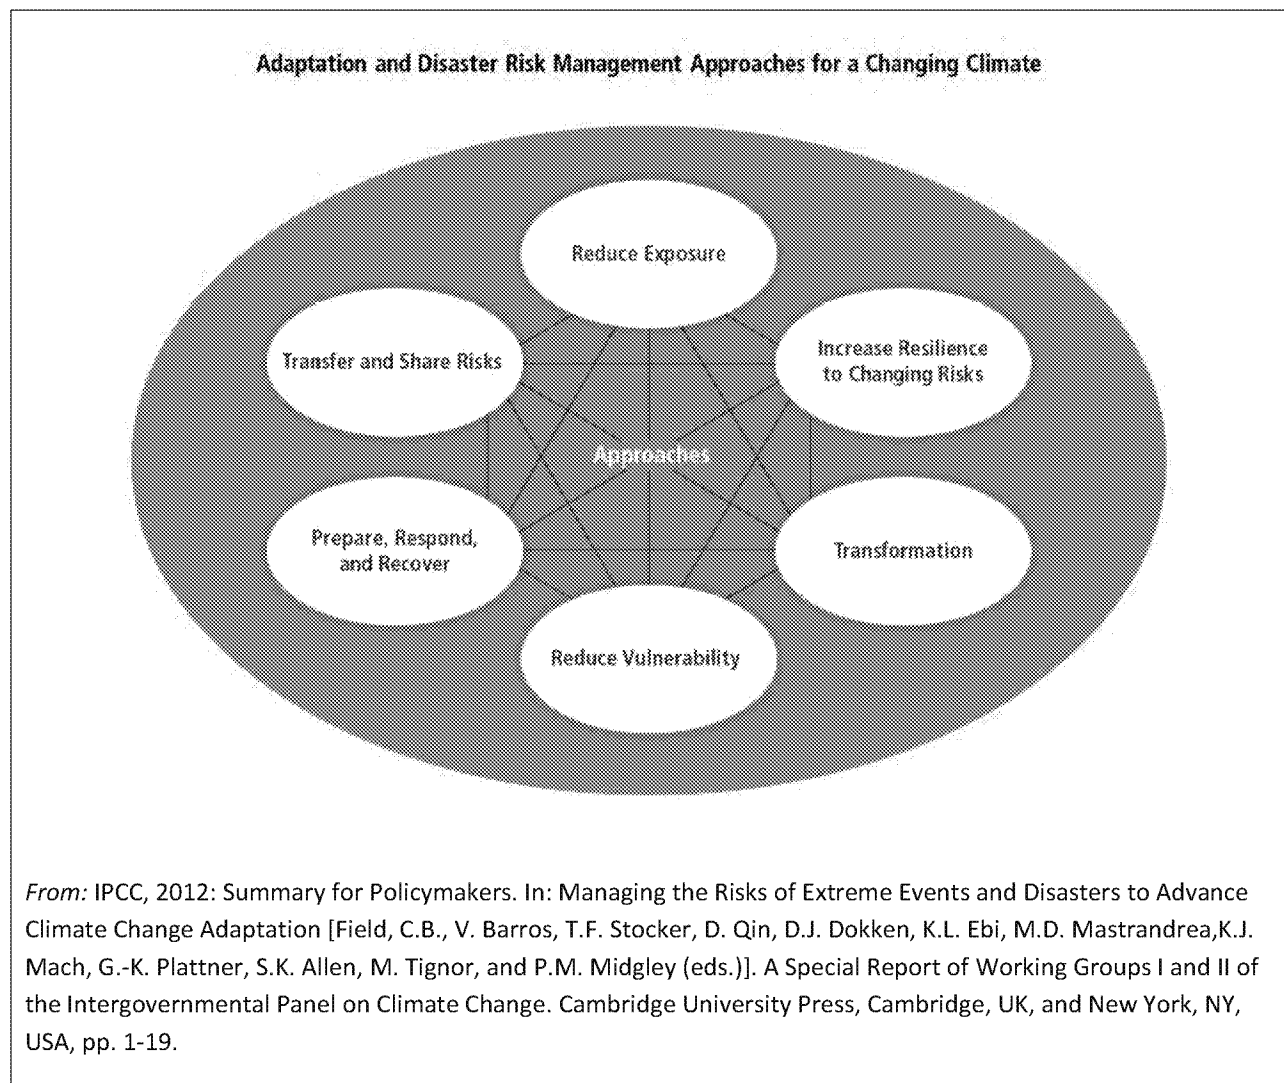 Adaptation and Disaster Risk Management Approaches for a Changing Climate
Reduce Exposure
Transfer and Share Risks
Increase Resilience
to Changing Risks
Approaches
Prepare, Respond,
and Recover
Transformation
Reduce Vulnerability
From: IPCC, 2012: Summary for Policymakers. In: Managing the Risks of Extreme Events and Disasters to Advance
Climate Change Adaptation [Field, C.B., V. Barros, T.F. Stocker, D. Qin, D.J. Dokken, K.L. Ebi, M.D. Mastrandrea,K.J.
Mach, G.-K. Plattner, S.K. Allen, M. Tignor, and P.M. Midgley (eds.)]. A Special Report of Working Groups I and II of
the Intergovernmental Panel on Climate Change. Cambridge University Press, Cambridge, UK, and New York, NY,
USA, pp. 1-19.